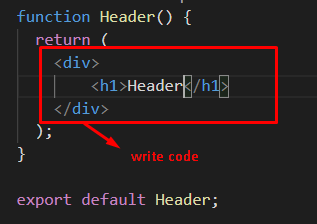 function Header() {
return (
<div>
<h1>Header</h1>
</div>
);
}
write code
export default Header;